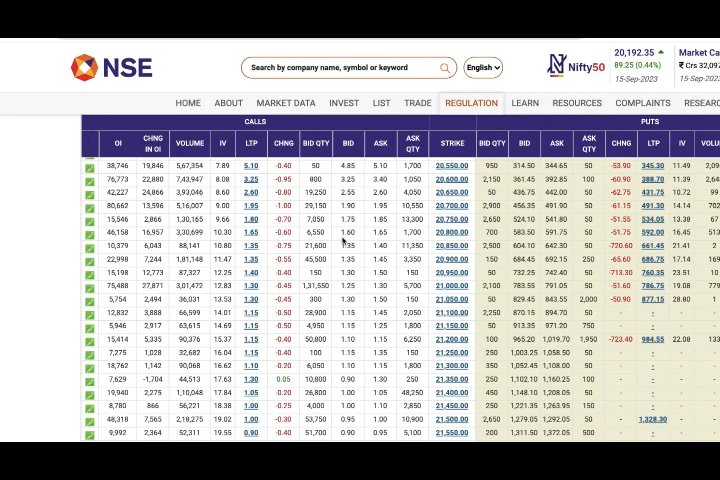 NSE
Search by company name, symbol or keyword
English
Nifty50
20,192.35
89.25 (0.44%)
15-Sep-2023
Market Ca
₹ Crs 32,097
15-Sep-2023
HOME ABOUT MARKET DATA INVEST LIST TRADE REGULATION LEARN RESOURCES COMPLAINTS RESEARC
CALLS PUTS
OI CHNG IN OI VOLUME IV LTP CHNG BID QTY BID ASK ASK QTY STRIKE BID QTY BID ASK ASK QTY CHNG LTP IV VOLU
38,746 19,846 5,67,354 7.89 5.10 -0.40 50 4.85 5.10 1,700 20,550.00 950 314.50 344.65 50 -53.90 345.30 11.49 2,09
76,773 22,880 7,43,947 8.08 3.25 -0.95 800 3.25 3.40 1,050 20,600.00 2,150 361.45 392.85 100 -60.90 388.70 11.39 2,64
42,227 24,866 3,93,046 8.60 2.60 -0.80 19,250 2.55 2.60 4,050 20,650.00 50 436.75 442.00 50 -62.75 431.75 10.72 99
80,662 13,596 5,16,007 9.00 1.95 -1.00 29,150 1.90 1.95 10,550 20,700.00 2,900 456.35 491.90 50 -61.15 491.30 14.14 702
15,546 2,866 1,30,165 9.66 1.80 -0.70 7,050 1.75 1.85 13,300 20,750.00 2,650 524.10 541.80 50 -51.55 534.05 13.38 67
46,158 16,957 3,30,699 10.30 1.65 -0.60 6,550 1.60 1.65 1,700 20,800.00 700 583.50 591.75 50 -51.75 592.00 16.45 513
10,379 6,043 88,141 10.80 1.35 -0.75 21,600 1.35 1.40 11,350 20,850.00 2,500 604.10 642.30 50 -720.60 661.45 21.41 2
22,998 7,244 1,81,148 11.47 1.35 -0.55 45,500 1.35 1.45 3,350 20,900.00 150 684.45 692.15 250 -65.60 686.75 17.14 169
15,198 12,773 87,327 12.25 1.40 -0.40 150 1.30 1.50 150 20,950.00 50 732.25 742.40 50 -713.30 760.35 23.51 10
75,488 27,871 3,01,472 12.83 1.30 -0.45 1,31,550 1.25 1.30 5,700 21,000.00 2,100 783.55 791.05 50 -51.60 786.75 19.08 779
5,754 2,494 36,031 13.53 1.30 -0.45 300 1.30 1.50 150 21,050.00 50 829.45 843.55 2,000 -50.90 877.15 28.80 1
12,832 3,888 66,599 14.01 1.15 -0.50 28,900 1.15 1.45 2,050 21,100.00 2,250 870.15 894.70 50 - - - -
5,946 2,917 63,615 14.69 1.15 -0.50 4,950 1.15 1.25 1,800 21,150.00 50 913.35 971.20 750 - - - -
15,414 5,335 90,376 15.37 1.15 -0.40 50,800 1.10 1.15 6,250 21,200.00 100 965.20 1,019.70 1,950 -723.40 984.55 22.08 133
7,275 1,028 32,682 16.04 1.15 -0.40 100 1.15 1.35 150 21,250.00 250 1,003.25 1,058.50 50 - - - -
18,762 1,142 90,068 16.62 1.10 -0.20 6,050 1.10 1.15 1,800 21,300.00 350 1,052.45 1,108.00 50 - - - -
7,629 -1,704 44,513 17.63 1.30 0.05 10,800 0.90 1.30 250 21,350.00 250 1,102.10 1,160.25 100 - - - -
19,940 2,275 1,10,048 17.84 1.05 -0.20 26,800 1.00 1.05 48,250 21,400.00 450 1,148.10 1,208.05 50 - - - -
8,780 866 56,221 18.38 1.00 -0.25 4,000 1.10 1.10 2,850 21,450.00 250 1,221.35 1,263.95 150 - - - -
48,318 7,565 2,18,275 19.02 1.00 -0.30 53,750 0.95 1.00 10,900 21,500.00 2,650 1,279.05 1,292.05 50 - 1,328.30 - -
9,992 2,364 52,311 19.55 0.90 -0.40 51,700 0.90 0.95 5,100 21,550.00 200 1,311.50 1,372.05 500 - - - -